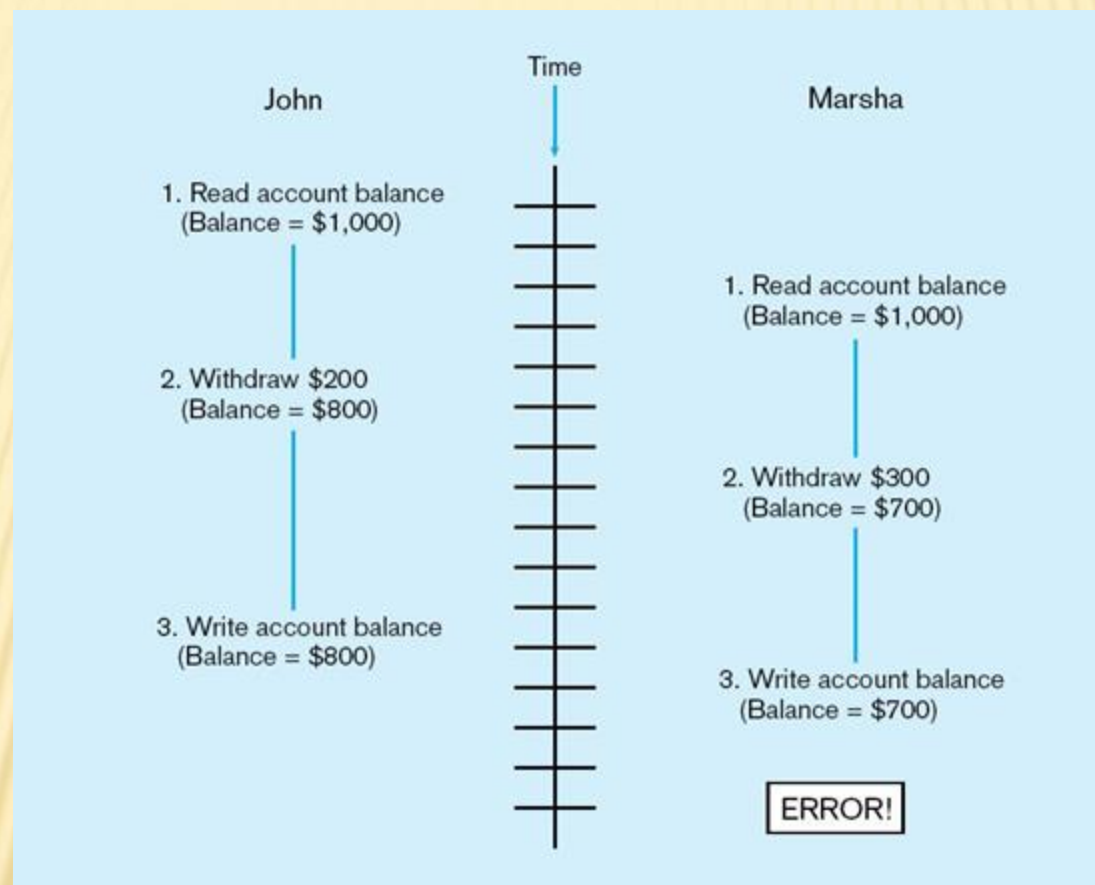 Time
John
Marsha
1. Read account balance
(Balance = $1,000)
1. Read account balance
(Balance = $1,000)
2. Withdraw $200
(Balance = $800)
2. Withdraw $300
(Balance = $700)
3. Write account balance
(Balance = $800)
3. Write account balance
(Balance = $700)
ERROR!